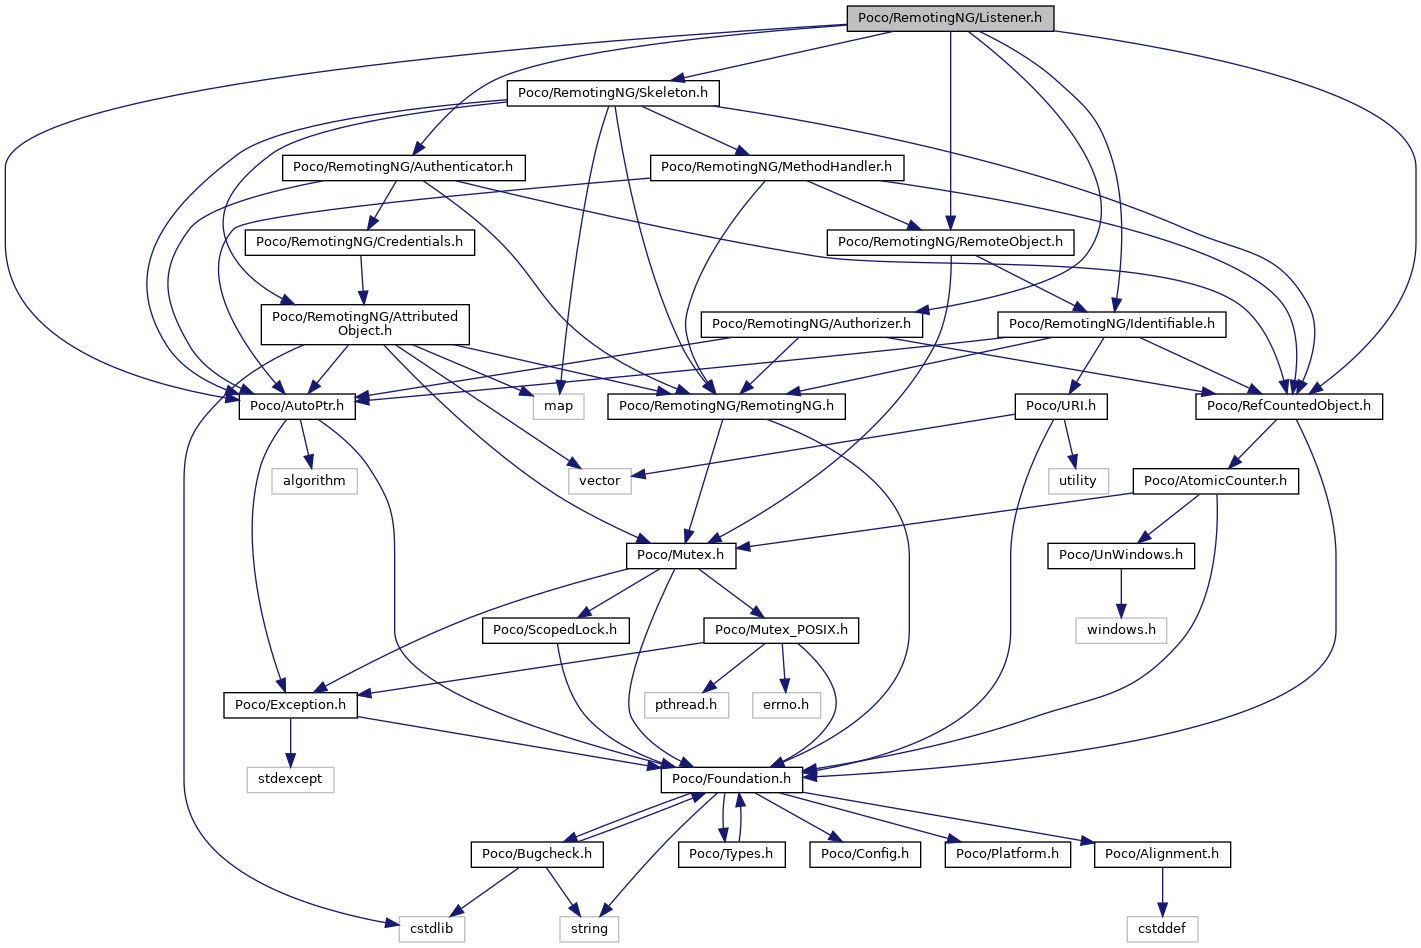 Poco/RemotingNG/Listener.h
Poco/RemotingNG/Skeleton.h
Poco/RemotingNG/Authenticator.h
Poco/RemotingNG/MethodHandler.h
Poco/RemotingNG/Credentials.h
Poco/RemotingNG/RemoteObject.h
Poco/RemotingNG/Attributed
Object.h
Poco/RemotingNG/Authorizer.h
Poco/RemotingNG/Identifiable.h
Poco/AutoPtr.h
map
Poco/RemotingNG/RemotingNG.h
Poco/URI.h
Poco/RefCountedObject.h
algorithm
vector
utility
Poco/AtomicCounter.h
Poco/Mutex.h
Poco/UnWindows.h
Poco/ScopedLock.h
Poco/Mutex_POSIX.h
windows.h
Poco/Exception.h
pthread.h
errno.h
stdexcept
Poco/Foundation.h
Poco/Bugcheck.h
Poco/Types.h
Poco/Config.h
Poco/Platform.h
Poco/Alignment.h
cstdlib
string
cstddef